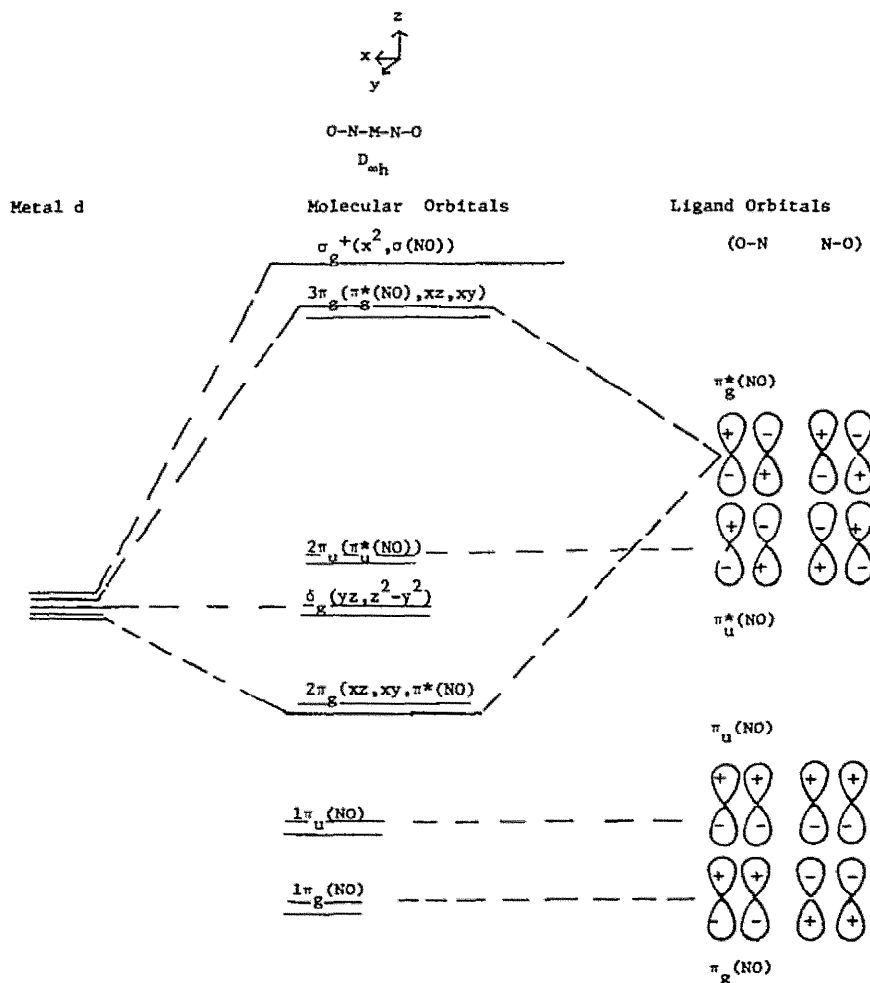 z
x
y
O-N-M-N-O
D∞h
Metal d Molecular Orbitals Ligand Orbitals
(O-N N-O)
σg+(x², σ(NO))
3πg(π*g(NO),xz,xy)
π*g(NO)
+ - + -
- + - +
2πu(π*u(NO))
+ - - +
- + + -
δg(yz,z²-y²)
π*u(NO)
2πg(xz,xy,π*(NO)
πu(NO)
+ + + +
- - - -
1πu(NO)
1πg(NO)
+ + - -
- - + +
πg(NO)